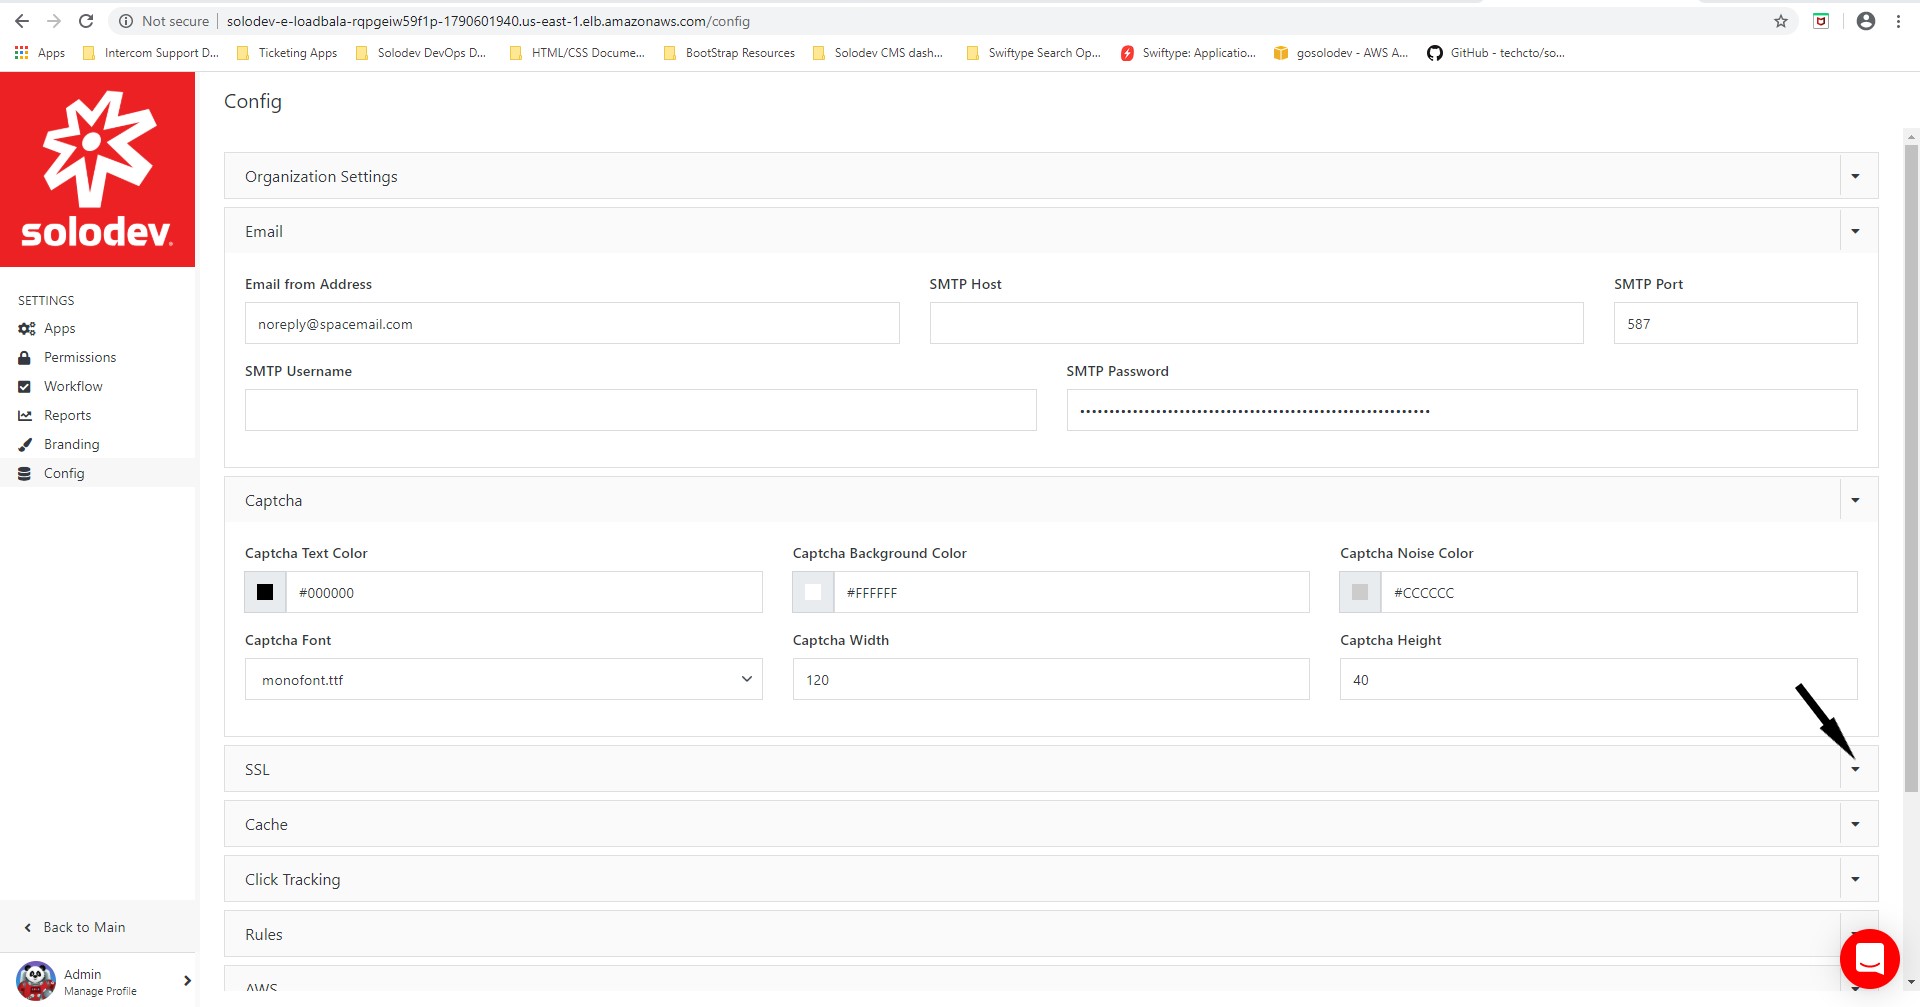 Not secure | solodev-e-loadbala-rqpgeiw59f1p-1790601940.us-east-1.elb.amazonaws.com/config
Apps Intercom Support D... Ticketing Apps Solodev DevOps D... HTML/CSS Docume... BootStrap Resources Solodev CMS dash... Swiftype Search Op... Swiftype: Applicatio... gosolodev - AWS A... GitHub - techcto/so...
solodev
Config
Organization Settings
Email
Email from Address SMTP Host SMTP Port
noreply@spacemail.com 587
SMTP Username SMTP Password
SETTINGS
Apps
Permissions
Workflow
Reports
Branding
Config
Captcha
Captcha Text Color Captcha Background Color Captcha Noise Color
#000000 #FFFFFF #CCCCCC
Captcha Font Captcha Width Captcha Height
monofont.ttf 120 40
SSL
Cache
Click Tracking
Rules
AWS
Back to Main
Admin
Manage Profile